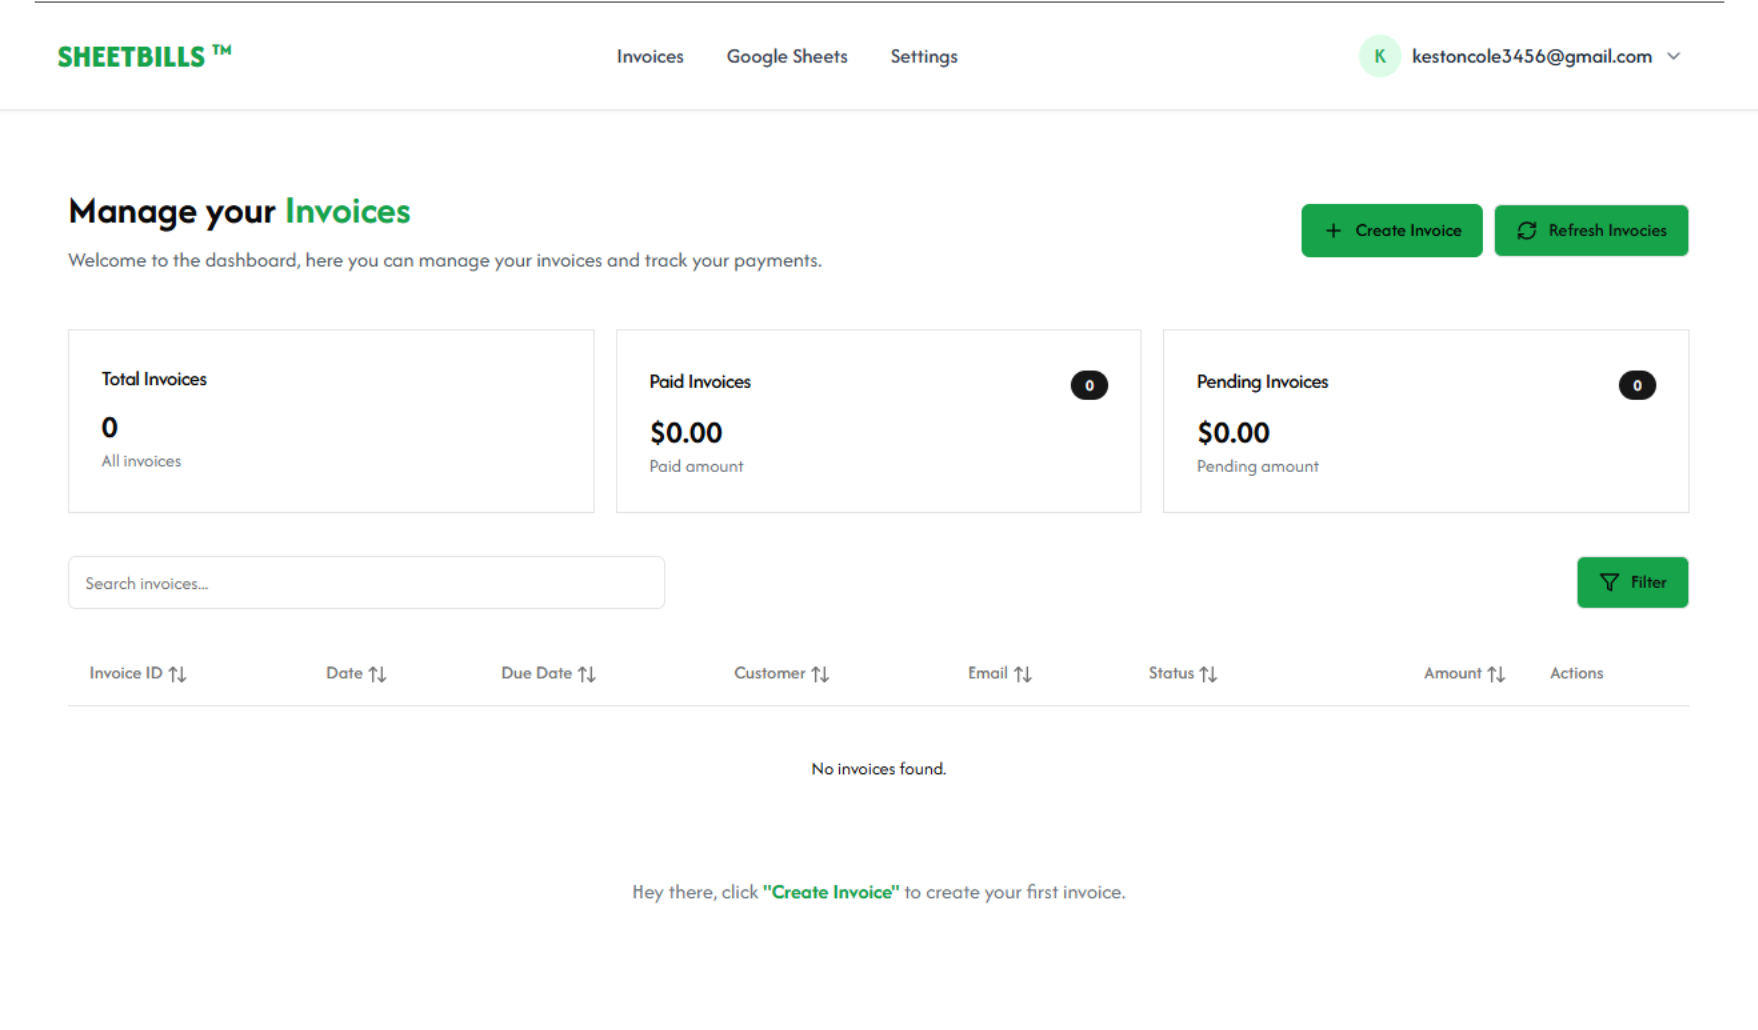 SHEETBILLS ™
Invoices Google Sheets Settings
K kestoncole3456@gmail.com
Manage your Invoices
Welcome to the dashboard, here you can manage your invoices and track your payments.
Create Invoice
Refresh Invocies
Total Invoices
0
All invoices
Paid Invoices
0
$0.00
Paid amount
Pending Invoices
0
$0.00
Pending amount
Search invoices...
Filter
Invoice ID Date Due Date Customer Email Status Amount Actions
No invoices found.
Hey there, click "Create Invoice" to create your first invoice.